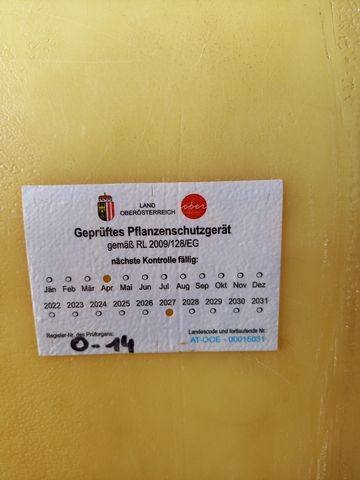 LAND
OBERÖSTERREICH
ober
Geprüftes Pflanzenschutzgerät
gemäß RL 2009/128/EG
nächste Kontrolle fällig:
Jän Feb Mär Apr Mai Jun Jul Aug Sep Okt Nov Dez
2022 2023 2024 2025 2026 2027 2028 2029 2030 2031
Register-Nr. des Prüforgans: Landescode und fortlaufende Nr.:
O-14 AT-OOE - 00015031